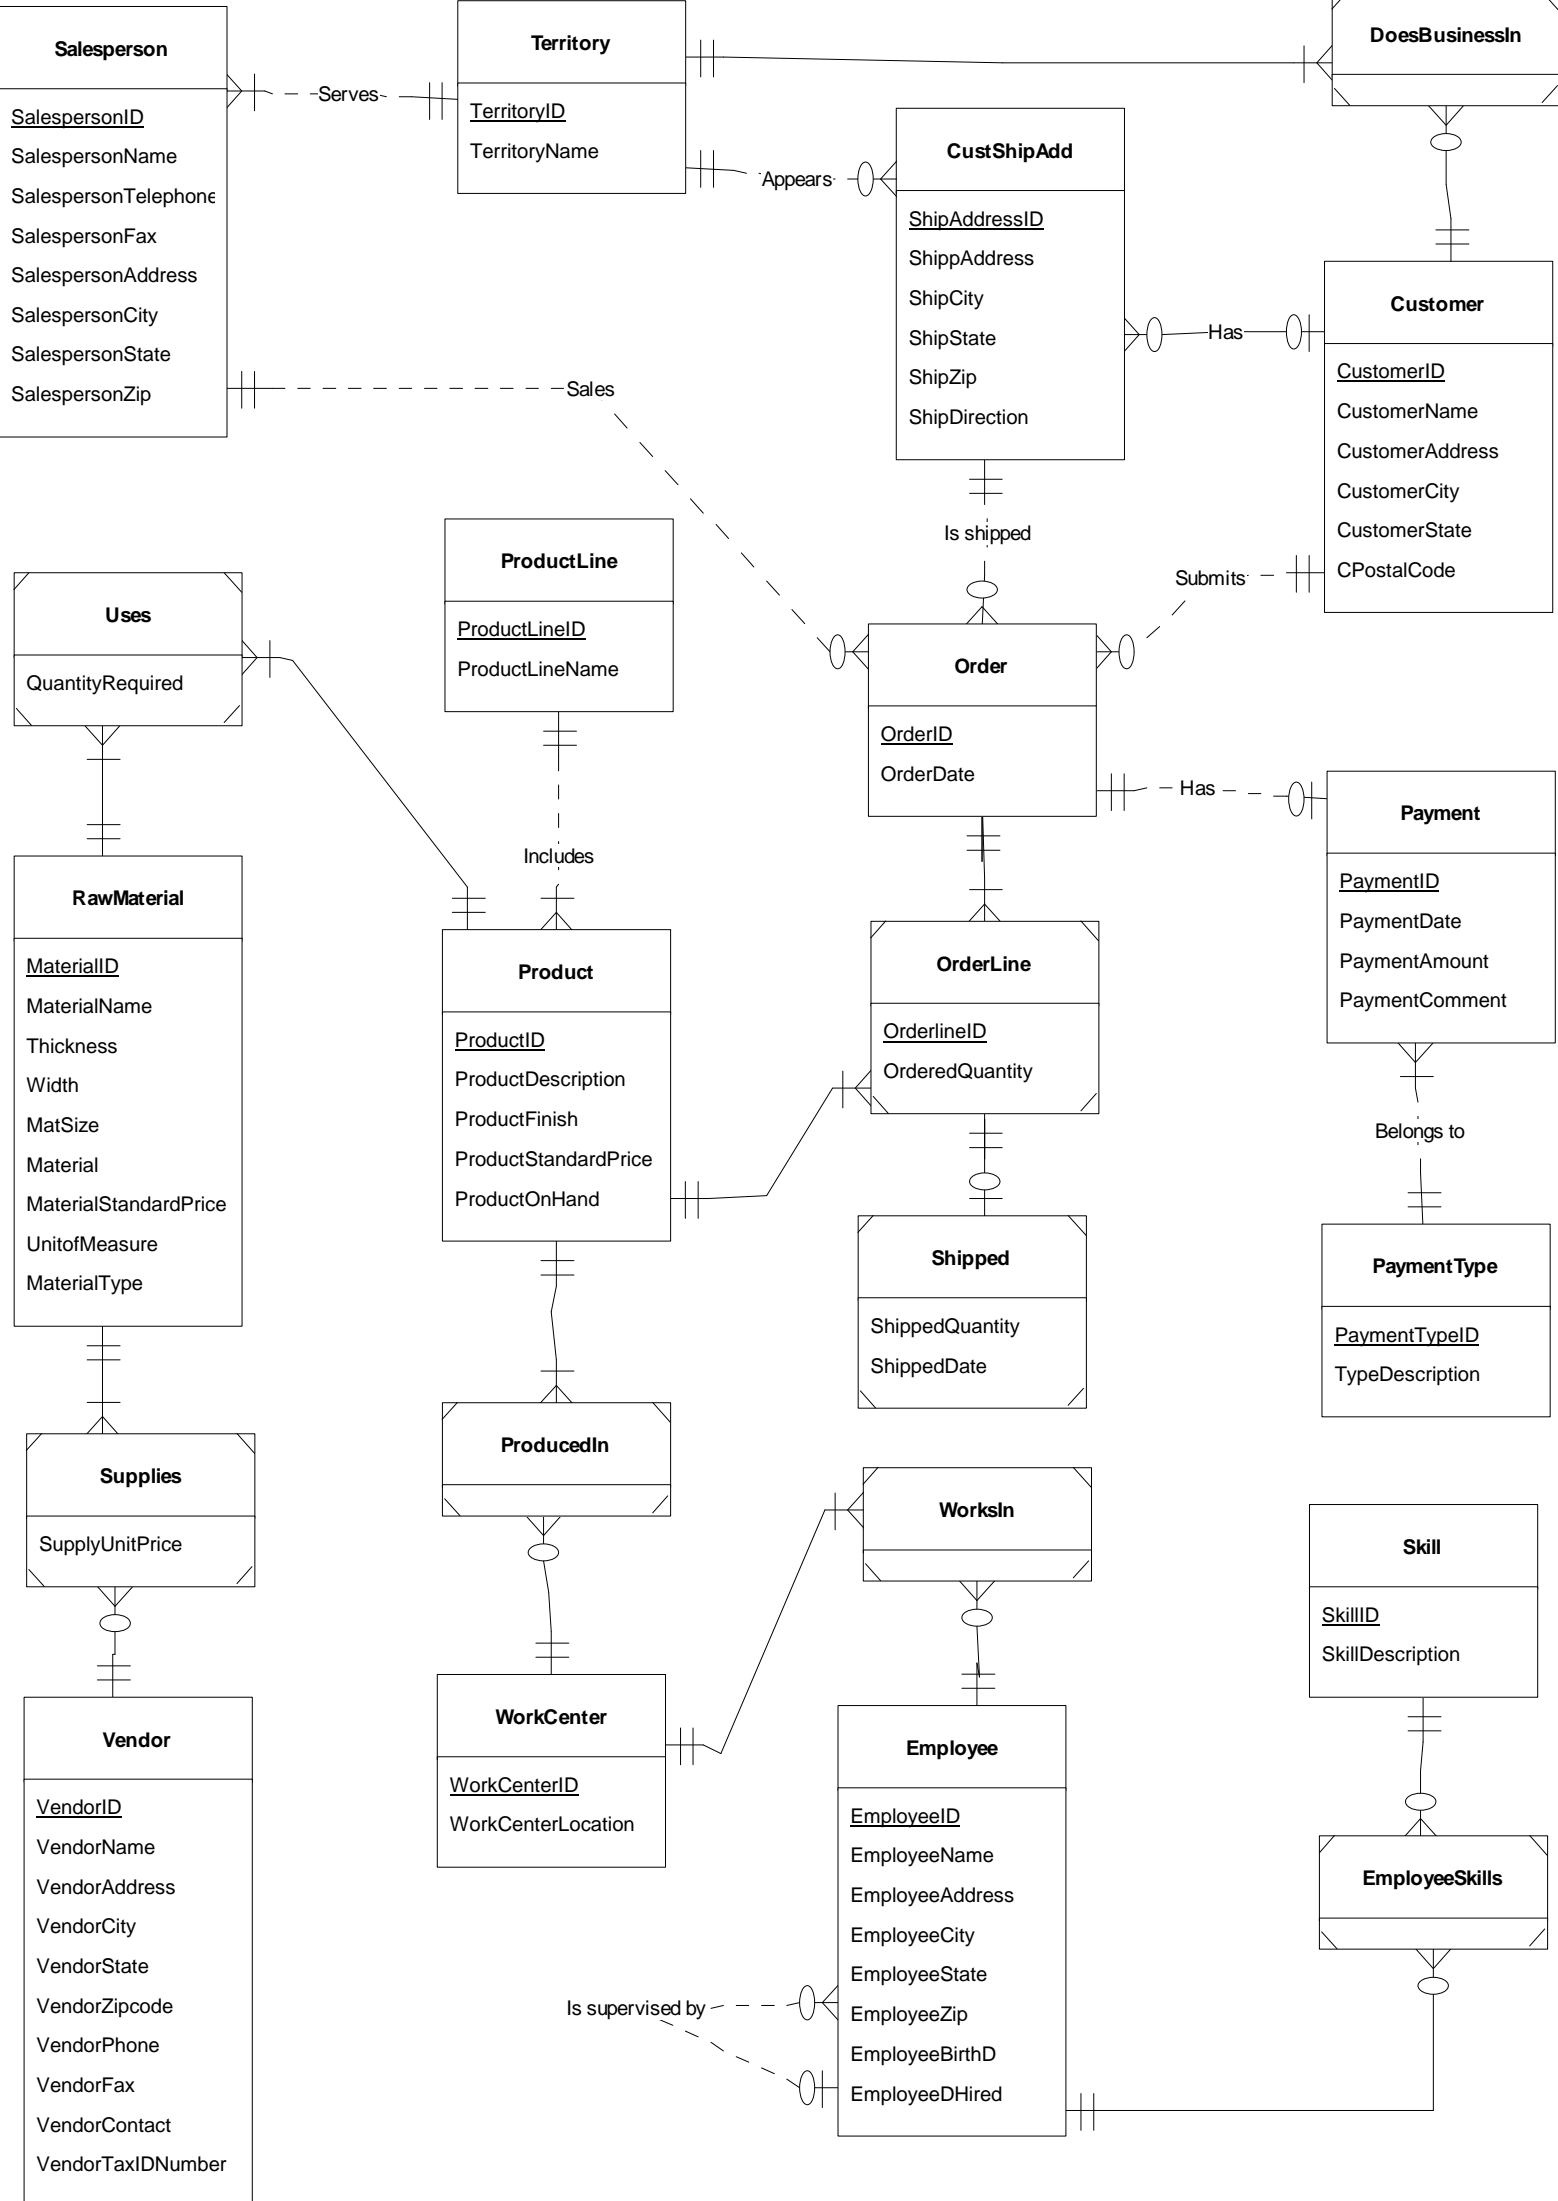 Salesperson
SalespersonID
SalespersonName
SalespersonTelephone
SalespersonFax
SalespersonAddress
SalespersonCity
SalespersonState
SalespersonZip
Serves
Territory
TerritoryID
TerritoryName
DoesBusinessIn
Appears
CustShipAdd
ShipAddressID
ShippAddress
ShipCity
ShipState
ShipZip
ShipDirection
Has
Customer
CustomerID
CustomerName
CustomerAddress
CustomerCity
CustomerState
CPostalCode
Sales
Is shipped
Submits
Uses
QuantityRequired
ProductLine
ProductLineID
ProductLineName
Order
OrderID
OrderDate
Has
Payment
PaymentID
PaymentDate
PaymentAmount
PaymentComment
Includes
RawMaterial
MaterialID
MaterialName
Thickness
Width
MatSize
Material
MaterialStandardPrice
UnitofMeasure
MaterialType
Product
ProductID
ProductDescription
ProductFinish
ProductStandardPrice
ProductOnHand
OrderLine
OrderlineID
OrderedQuantity
Belongs to
Shipped
ShippedQuantity
ShippedDate
PaymentType
PaymentTypeID
TypeDescription
Supplies
SupplyUnitPrice
ProducedIn
WorksIn
Skill
SkillID
SkillDescription
Vendor
VendorID
VendorName
VendorAddress
VendorCity
VendorState
VendorZipcode
VendorPhone
VendorFax
VendorContact
VendorTaxIDNumber
WorkCenter
WorkCenterID
WorkCenterLocation
Employee
EmployeeID
EmployeeName
EmployeeAddress
EmployeeCity
EmployeeState
EmployeeZip
EmployeeBirthD
EmployeeDHired
EmployeeSkills
Is supervised by